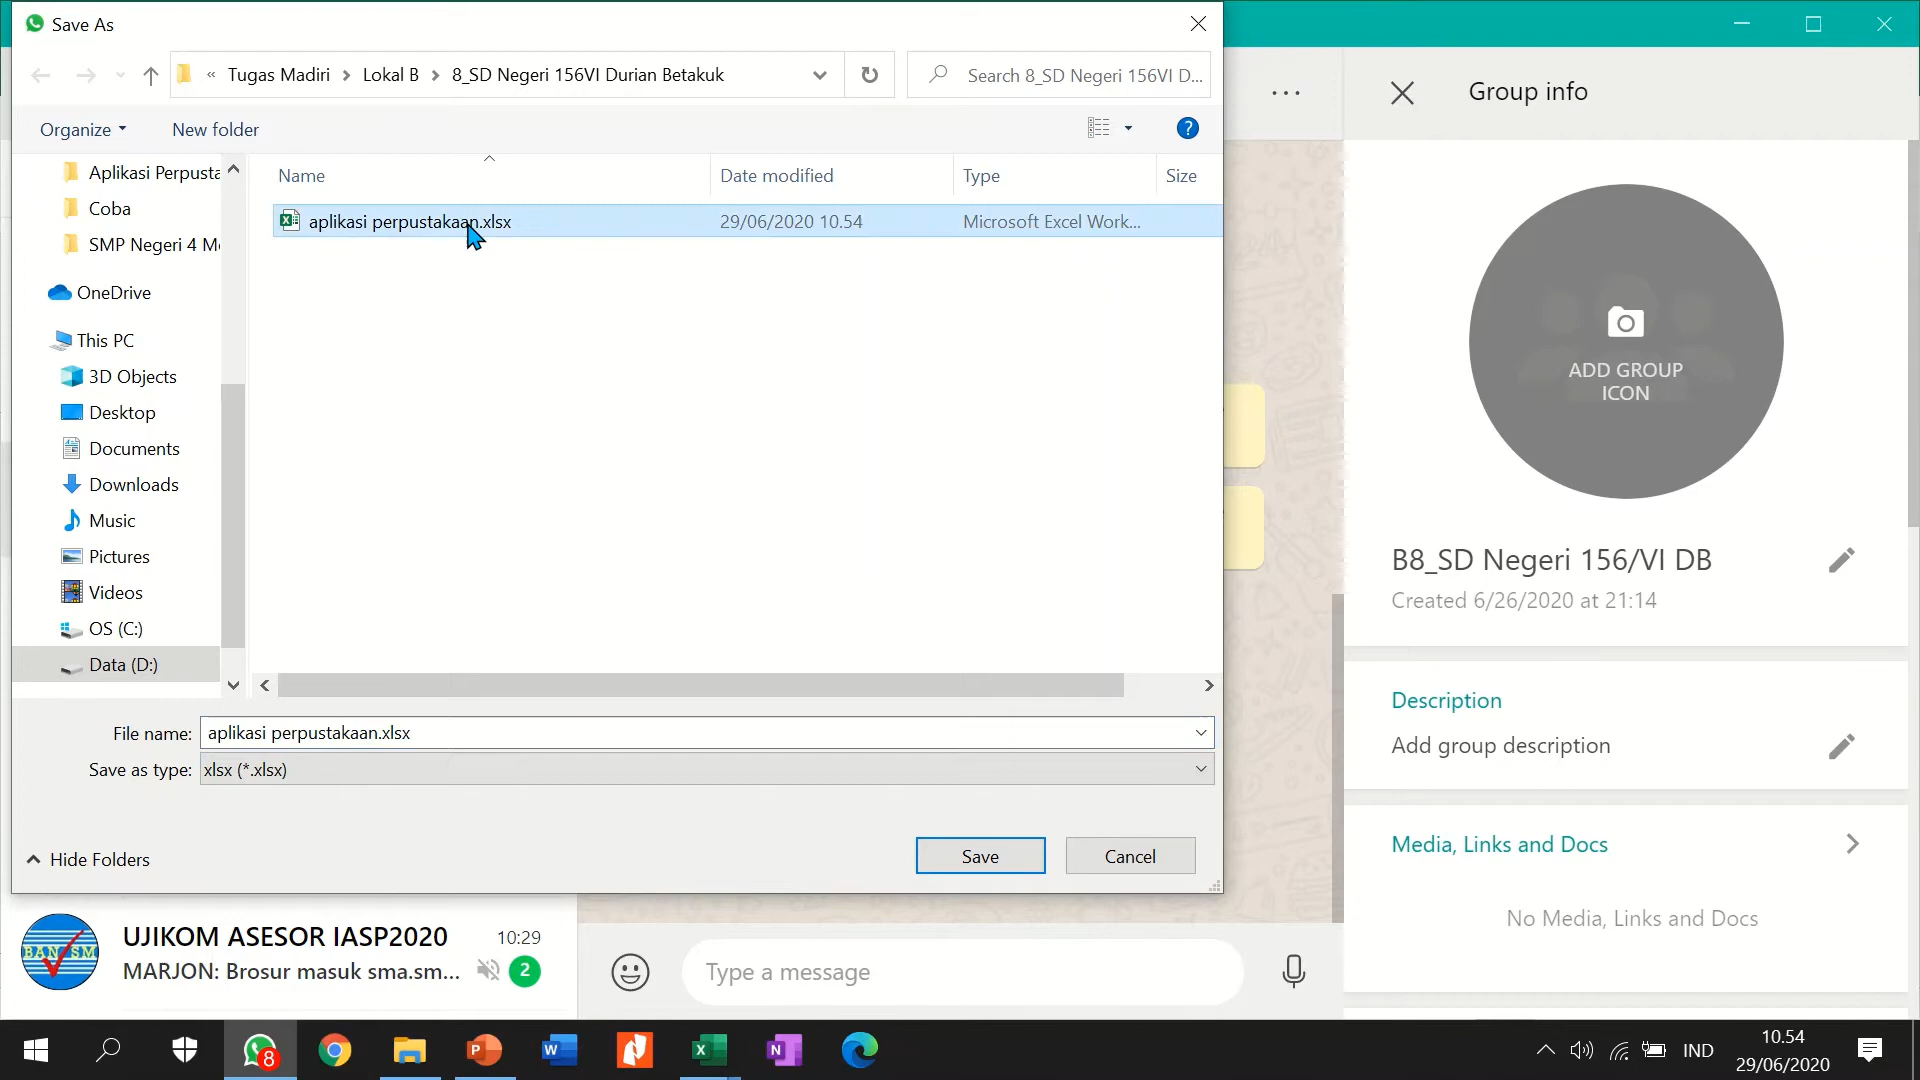 Save As
« Tugas Madiri > Lokal B > 8_SD Negeri 156VI Durian Betakuk
Search 8_SD Negeri 156VI D...
Organize
New folder
Name
Date modified
Type
Size
aplikasi perpustakaan.xlsx
29/06/2020 10.54
Microsoft Excel Work...
Aplikasi Perpusta
Coba
SMP Negeri 4 M
OneDrive
This PC
3D Objects
Desktop
Documents
Downloads
Music
Pictures
Videos
OS (C:)
Data (D:)
File name:
aplikasi perpustakaan.xlsx
Save as type:
xlsx (*.xlsx)
Hide Folders
Save
Cancel
Group info
ADD GROUP
ICON
B8_SD Negeri 156/VI DB
Created 6/26/2020 at 21:14
Description
Add group description
Media, Links and Docs
No Media, Links and Docs
BAN SM
UJIKOM ASESOR IASP2020
10:29
MARJON: Brosur masuk sma.sm...
2
Type a message
8
IND
10.54
29/06/2020